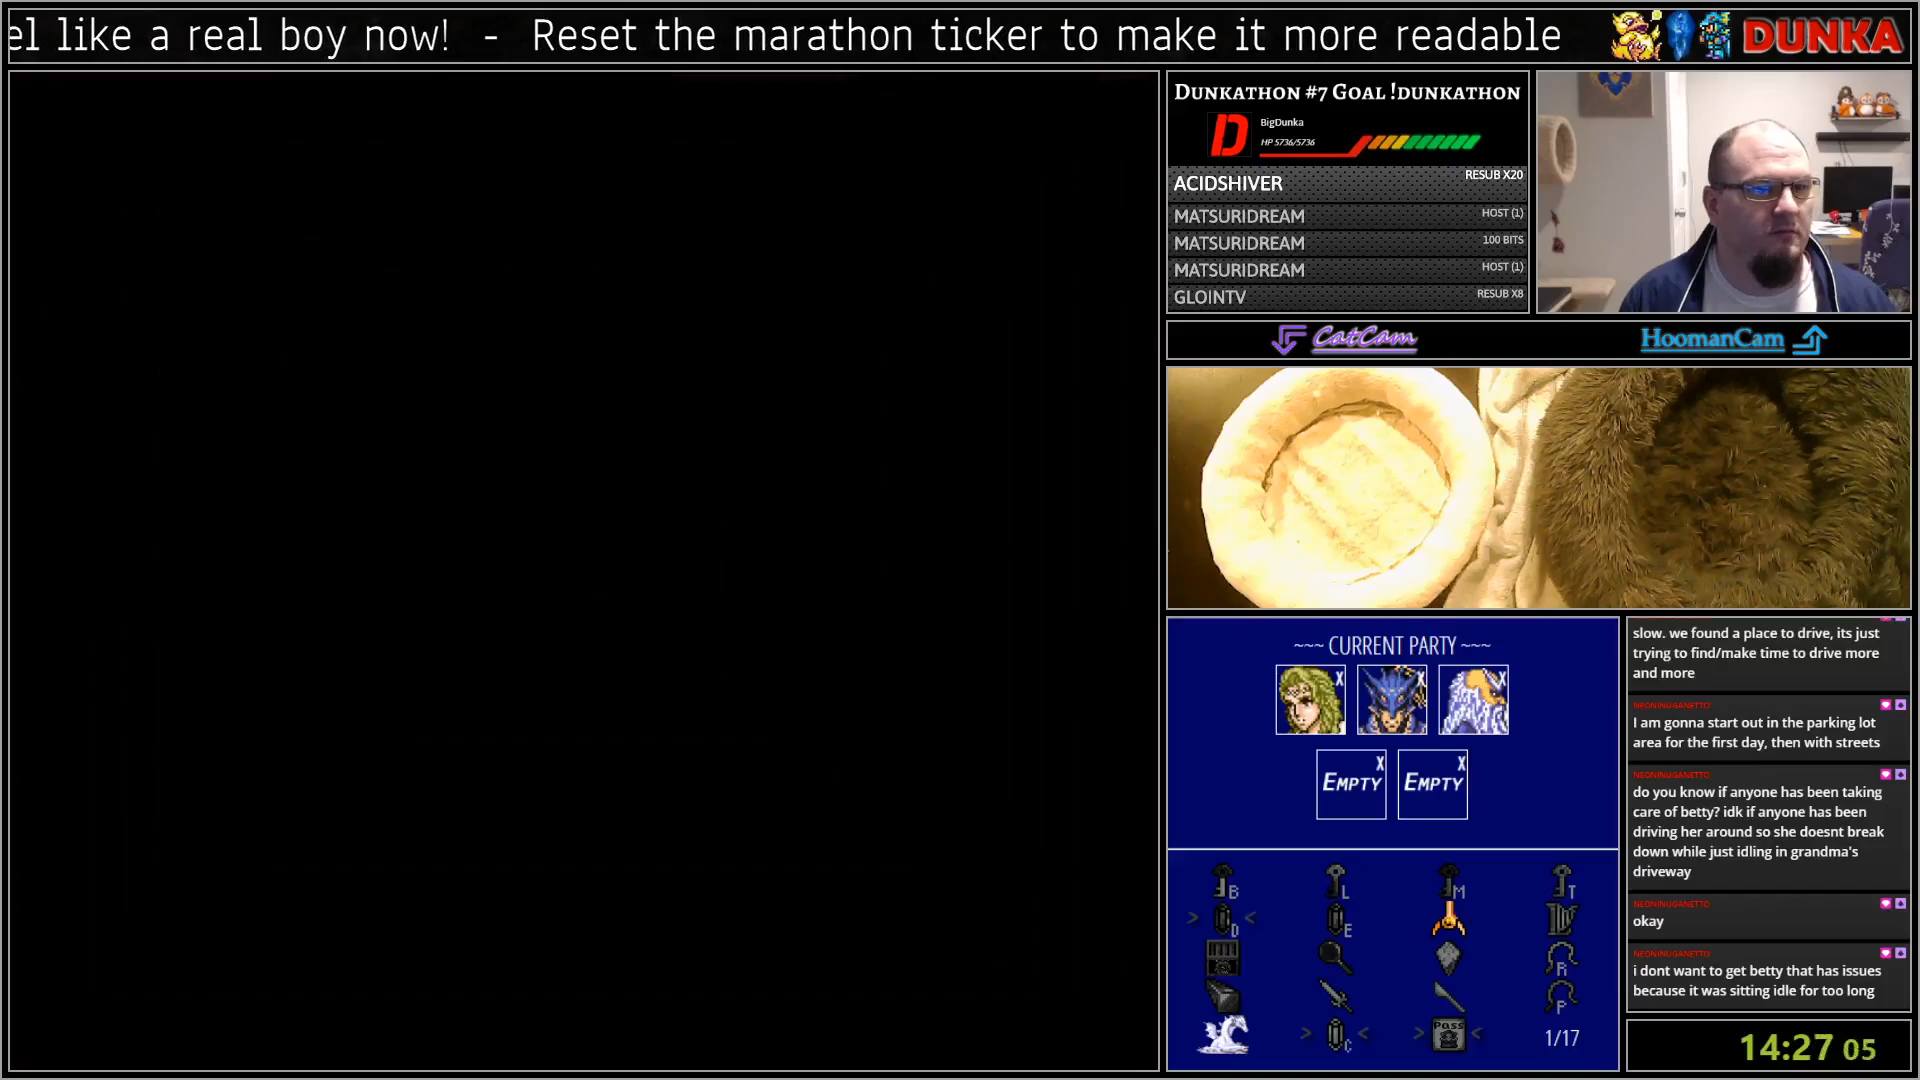 el like a real boy now!  -  Reset the marathon ticker to make it more readable
DUNKA
Dunkathon #7 Goal !dunkathon
D
BigDunka
HP 5736/5736
ACIDSHIVER RESUB X20
MATSURIDREAM HOST (1)
MATSURIDREAM 100 BITS
MATSURIDREAM HOST (1)
GLOINTV RESUB X8
CatCam
HoomanCam
~~~ CURRENT PARTY ~~~
X X X
X X
EMPTY EMPTY
B L M T
> D < E
R
P
> C < > Pass < 1/17
slow. we found a place to drive, its just
trying to find/make time to drive more
and more
NEONINUGANETTO
I am gonna start out in the parking lot
area for the first day, then with streets
NEONINUGANETTO
do you know if anyone has been taking
care of betty? idk if anyone has been
driving her around so she doesnt break
down while just idling in grandma's
driveway
NEONINUGANETTO
okay
NEONINUGANETTO
i dont want to get betty that has issues
because it was sitting idle for too long
14:27 05